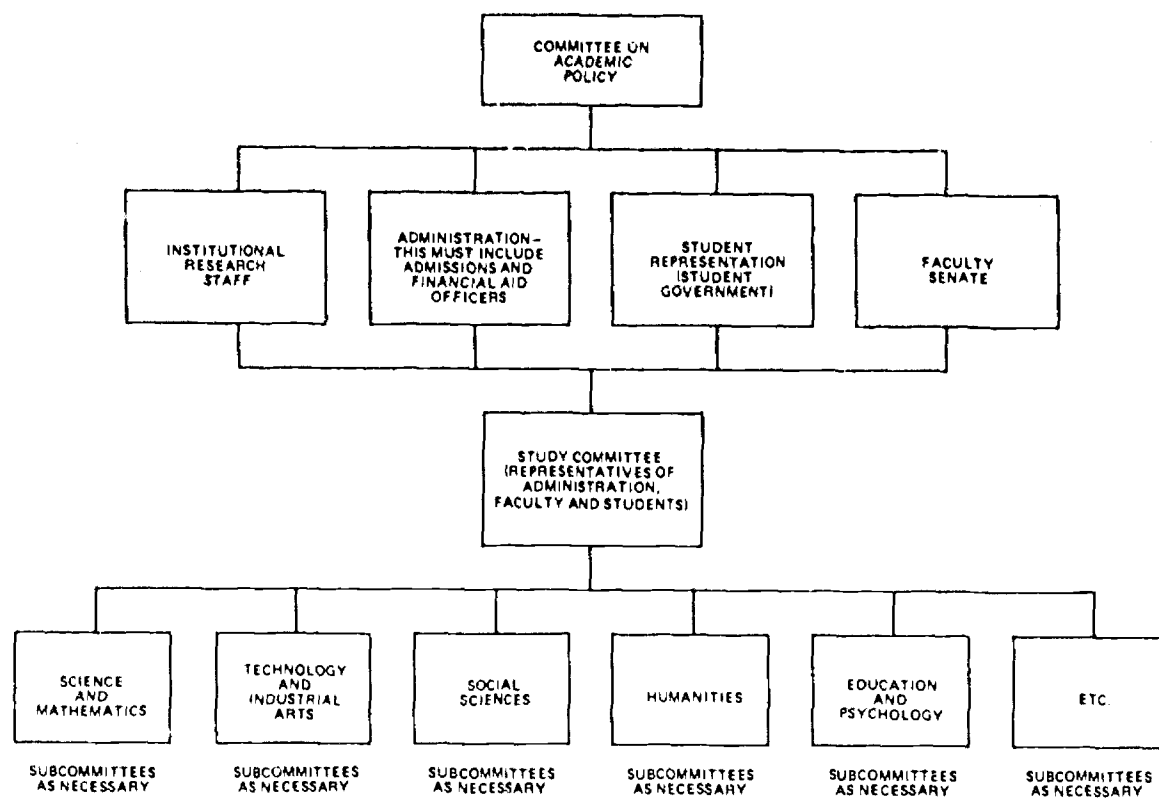 COMMITTEE ON
ACADEMIC
POLICY
INSTITUTIONAL
RESEARCH
STAFF
ADMINISTRATION–
THIS MUST INCLUDE
ADMISSIONS AND
FINANCIAL AID
OFFICERS
STUDENT
REPRESENTATION
(STUDENT
GOVERNMENT)
FACULTY
SENATE
STUDY COMMITTEE
(REPRESENTATIVES OF
ADMINISTRATION,
FACULTY AND STUDENTS)
SCIENCE
AND
MATHEMATICS
TECHNOLOGY
AND
INDUSTRIAL
ARTS
SOCIAL
SCIENCES
HUMANITIES
EDUCATION
AND
PSYCHOLOGY
ETC.
SUBCOMMITTEES
AS NECESSARY
SUBCOMMITTEES
AS NECESSARY
SUBCOMMITTEES
AS NECESSARY
SUBCOMMITTEES
AS NECESSARY
SUBCOMMITTEES
AS NECESSARY
SUBCOMMITTEES
AS NECESSARY